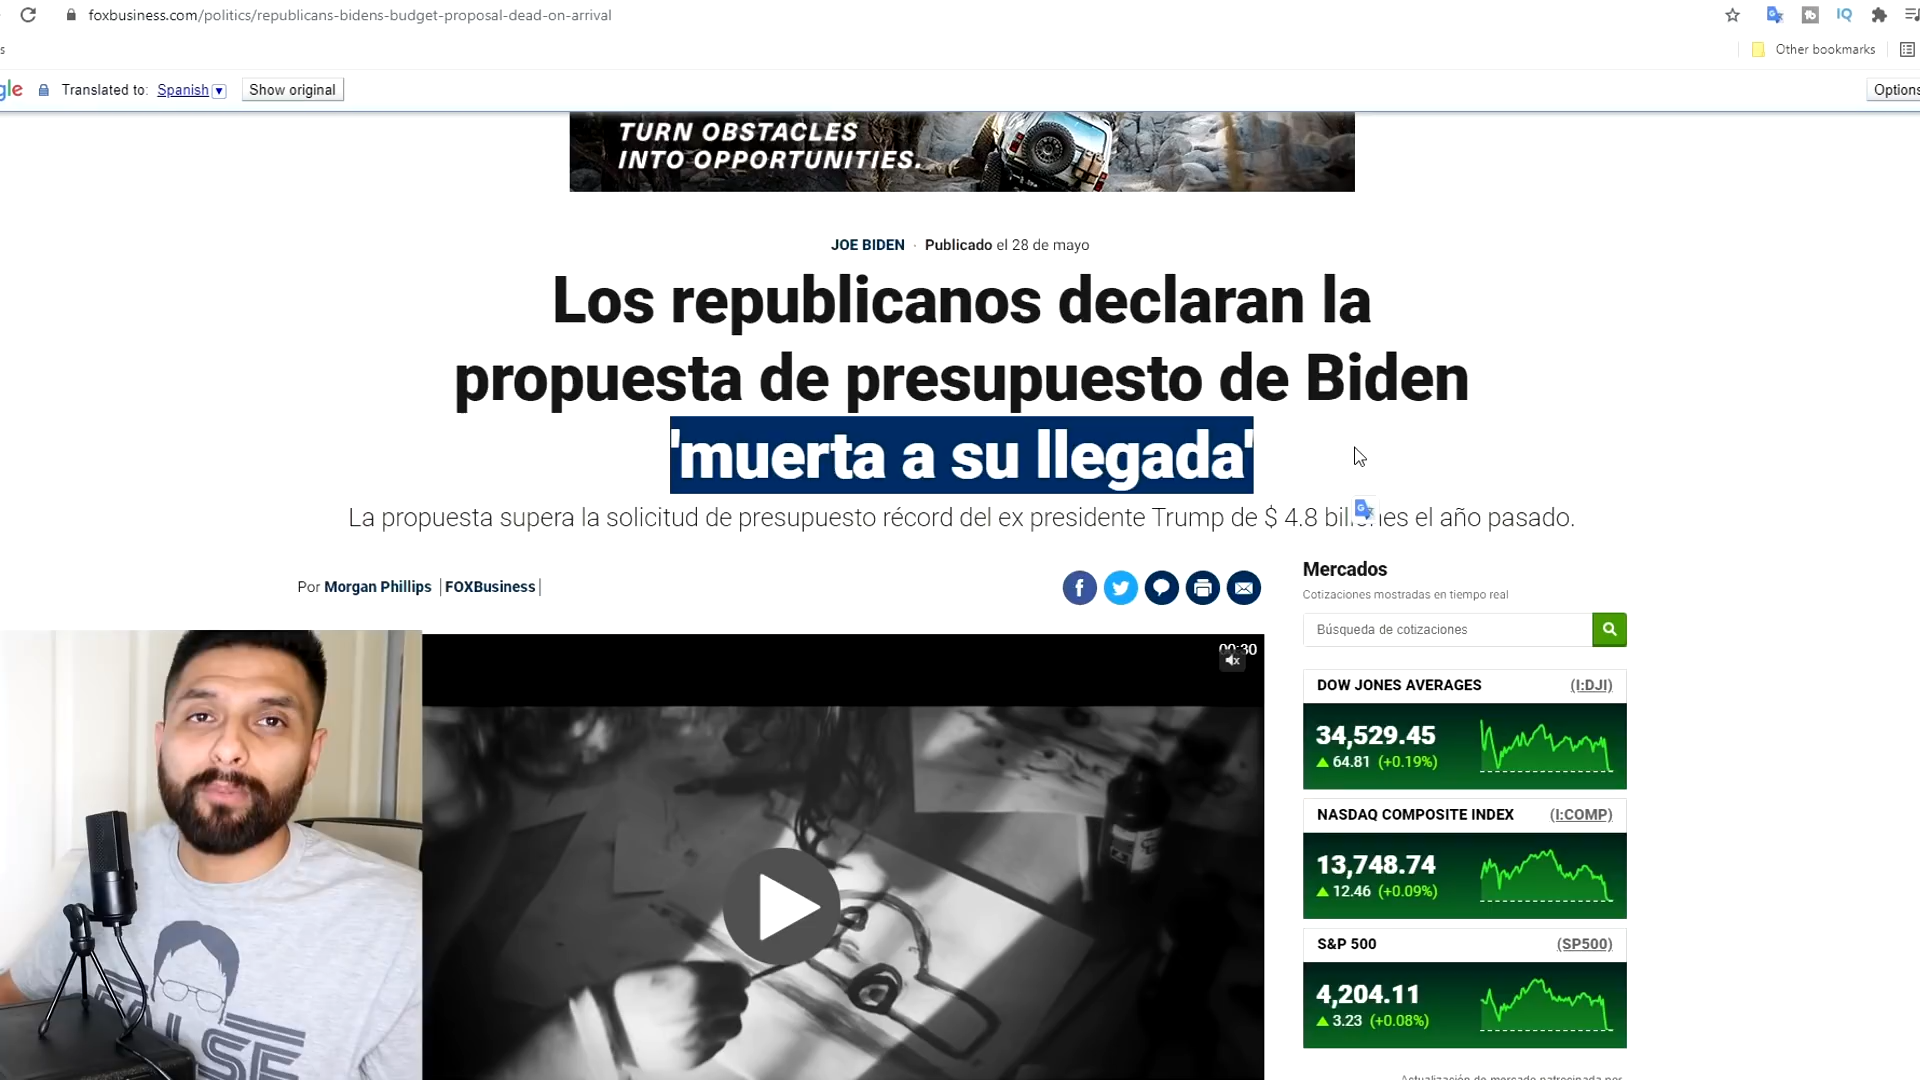 foxbusiness.com/politics/republicans-bidens-budget-proposal-dead-on-arrival
IQ
s
Other bookmarks
gle Translated to: Spanish Show original
Options
TURN OBSTACLES
INTO OPPORTUNITIES.
JOE BIDEN · Publicado el 28 de mayo
Los republicanos declaran la
propuesta de presupuesto de Biden
'muerta a su llegada'
La propuesta supera la solicitud de presupuesto récord del ex presidente Trump de $ 4.8 el año pasado.
Por Morgan Phillips | FOXBusiness |
Mercados
Cotizaciones mostradas en tiempo real
Búsqueda de cotizaciones
00:30
DOW JONES AVERAGES (I:DJI)
34,529.45
▲ 64.81 (+0.19%)
NASDAQ COMPOSITE INDEX (I:COMP)
13,748.74
▲ 12.46 (+0.09%)
S&P 500 (SP500)
4,204.11
▲ 3.23 (+0.08%)